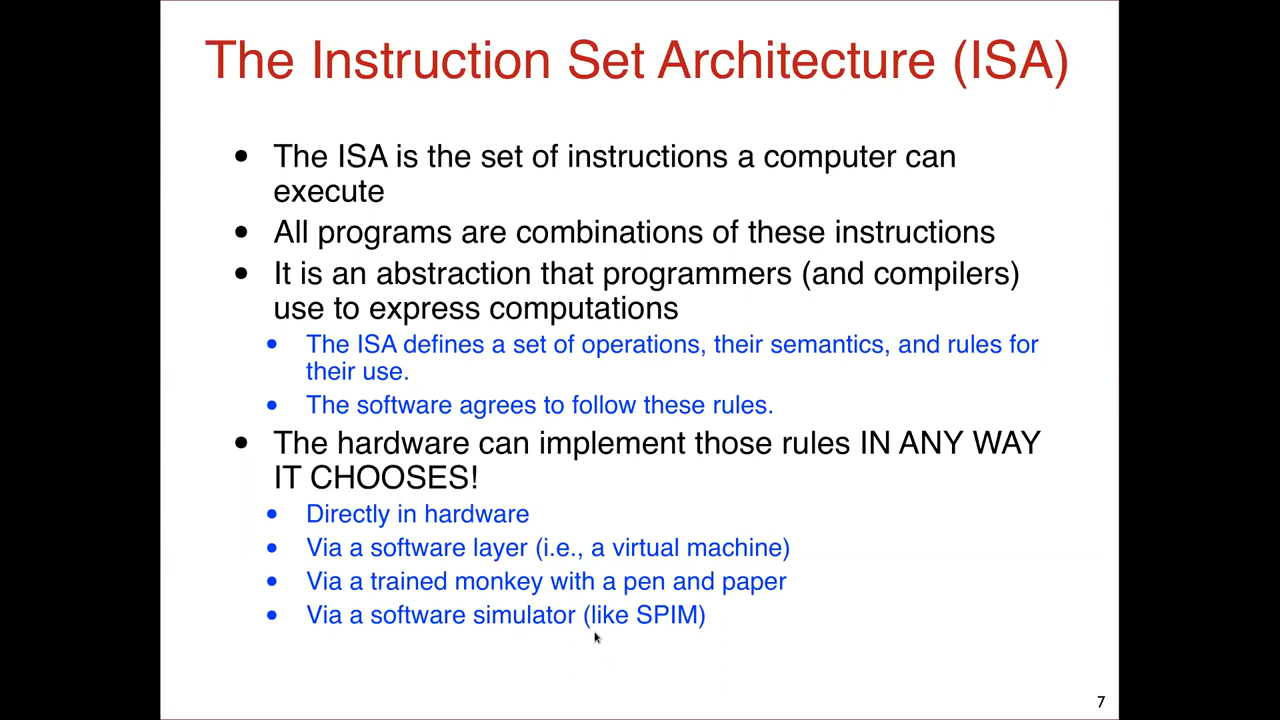 The Instruction Set Architecture (ISA)
• The ISA is the set of instructions a computer can
execute
• All programs are combinations of these instructions
• It is an abstraction that programmers (and compilers)
use to express computations
• The ISA defines a set of operations, their semantics, and rules for
their use.
• The software agrees to follow these rules.
• The hardware can implement those rules IN ANY WAY
IT CHOOSES!
• Directly in hardware
• Via a software layer (i.e., a virtual machine)
• Via a trained monkey with a pen and paper
• Via a software simulator (like SPIM)
7